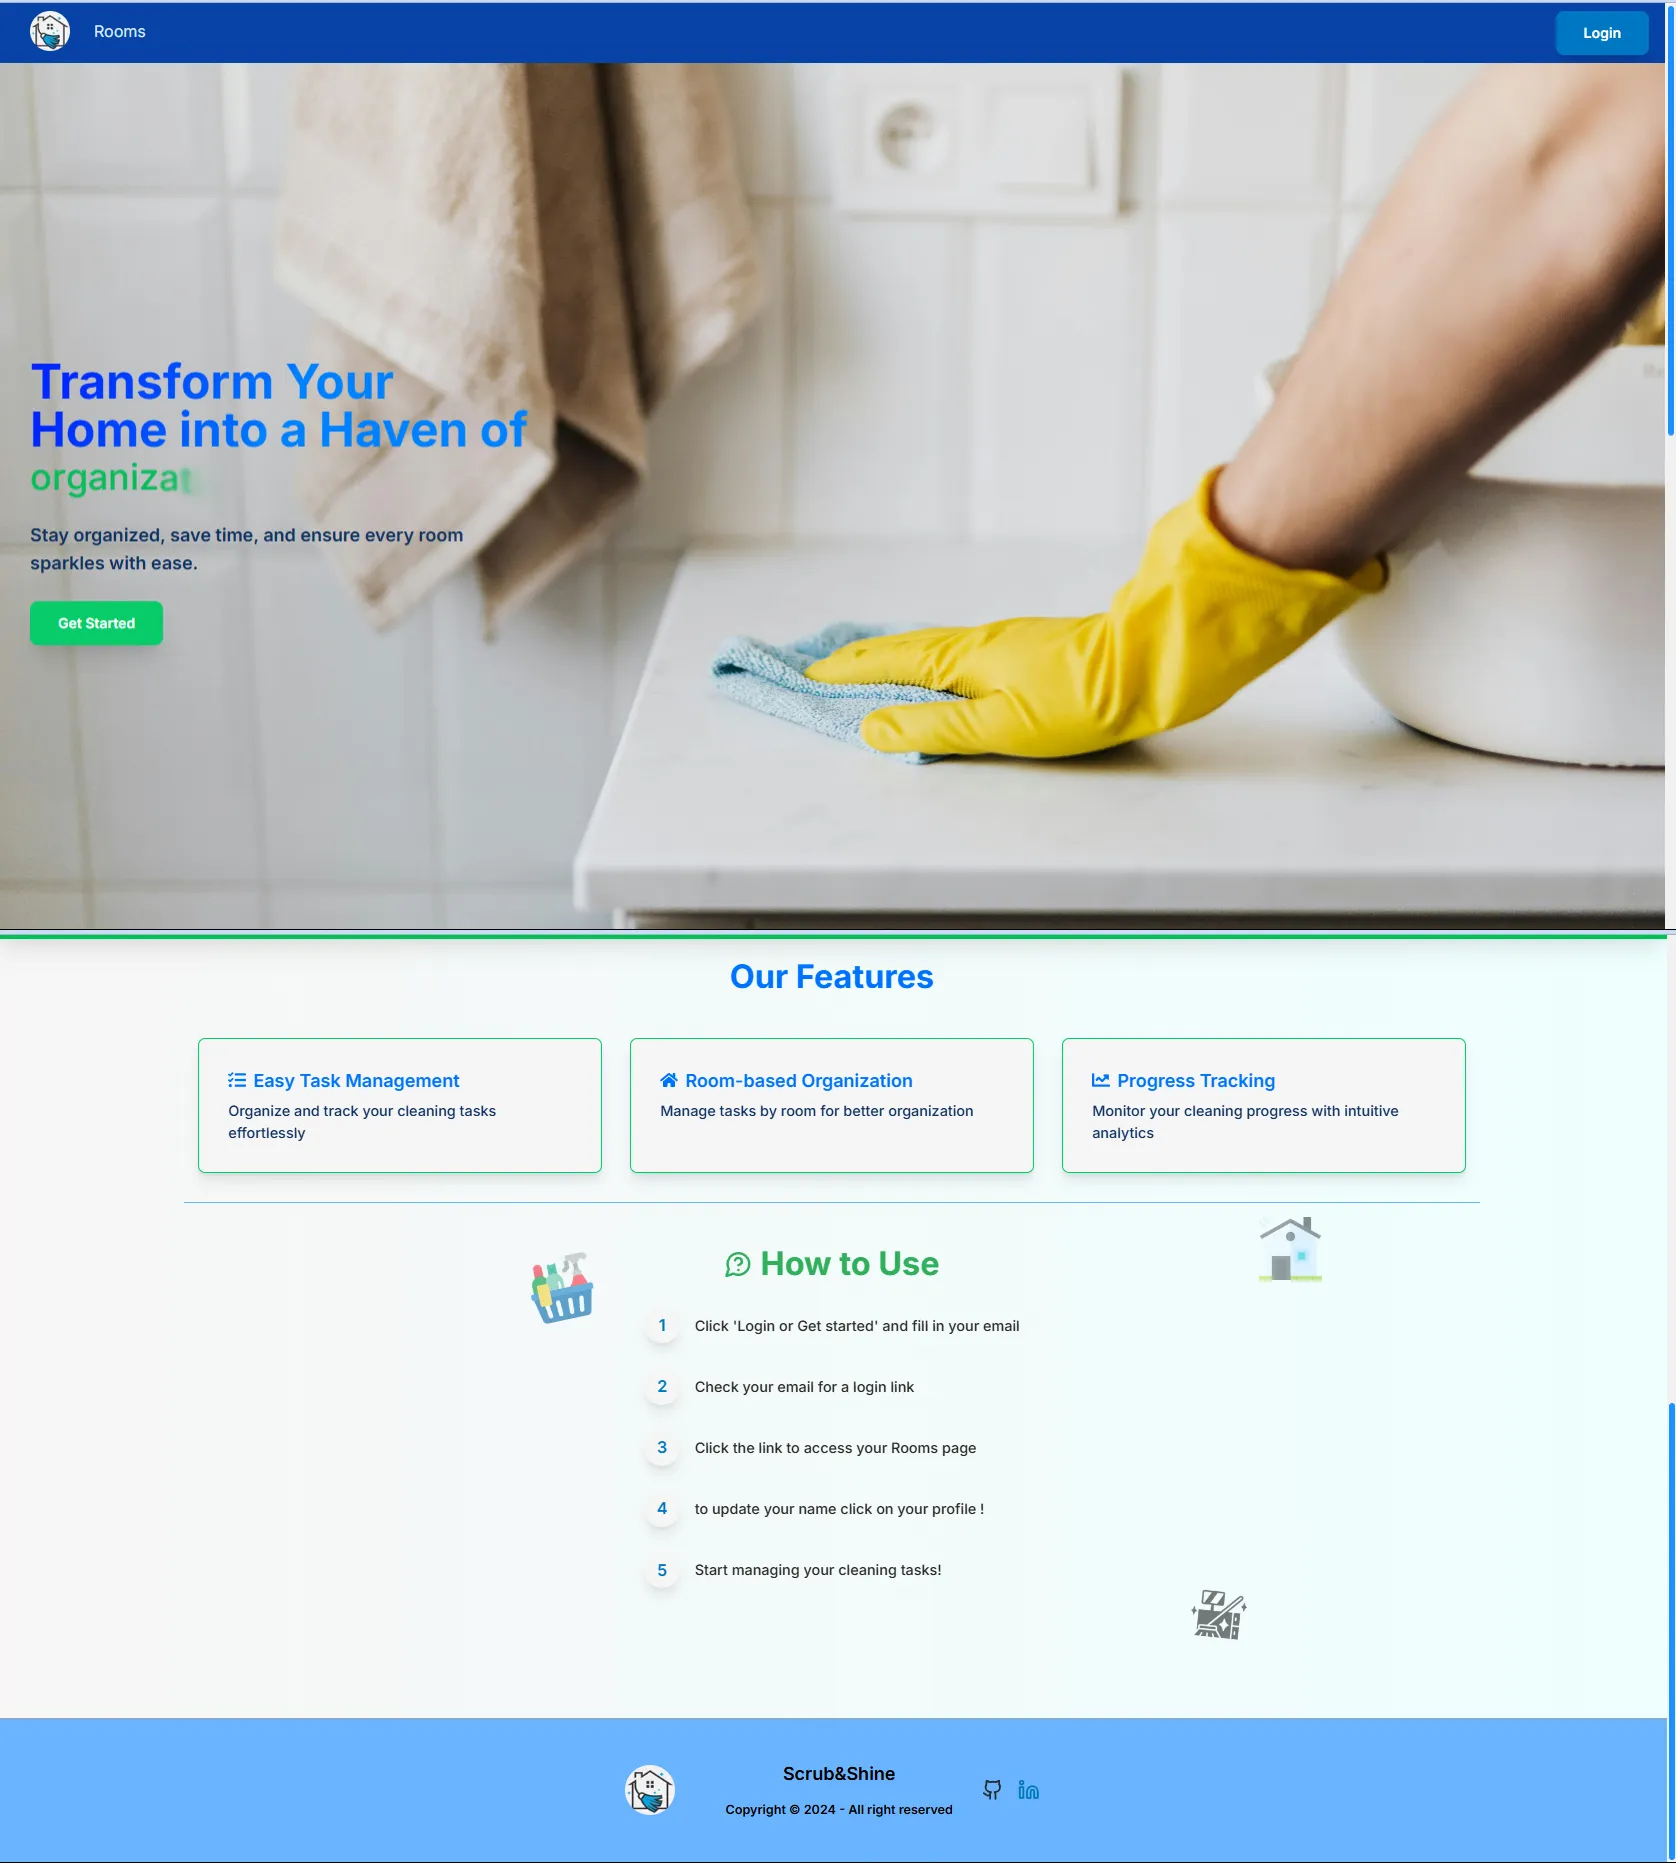 Rooms
Login
Transform Your
Home into a Haven of
organizat
Stay organized, save time, and ensure every room
sparkles with ease.
Get Started
Our Features
Easy Task Management
Organize and track your cleaning tasks
effortlessly
Room-based Organization
Manage tasks by room for better organization
Progress Tracking
Monitor your cleaning progress with intuitive
analytics
How to Use
1 Click 'Login or Get started' and fill in your email
2 Check your email for a login link
3 Click the link to access your Rooms page
4 to update your name click on your profile !
5 Start managing your cleaning tasks!
Scrub&Shine
Copyright © 2024 - All right reserved